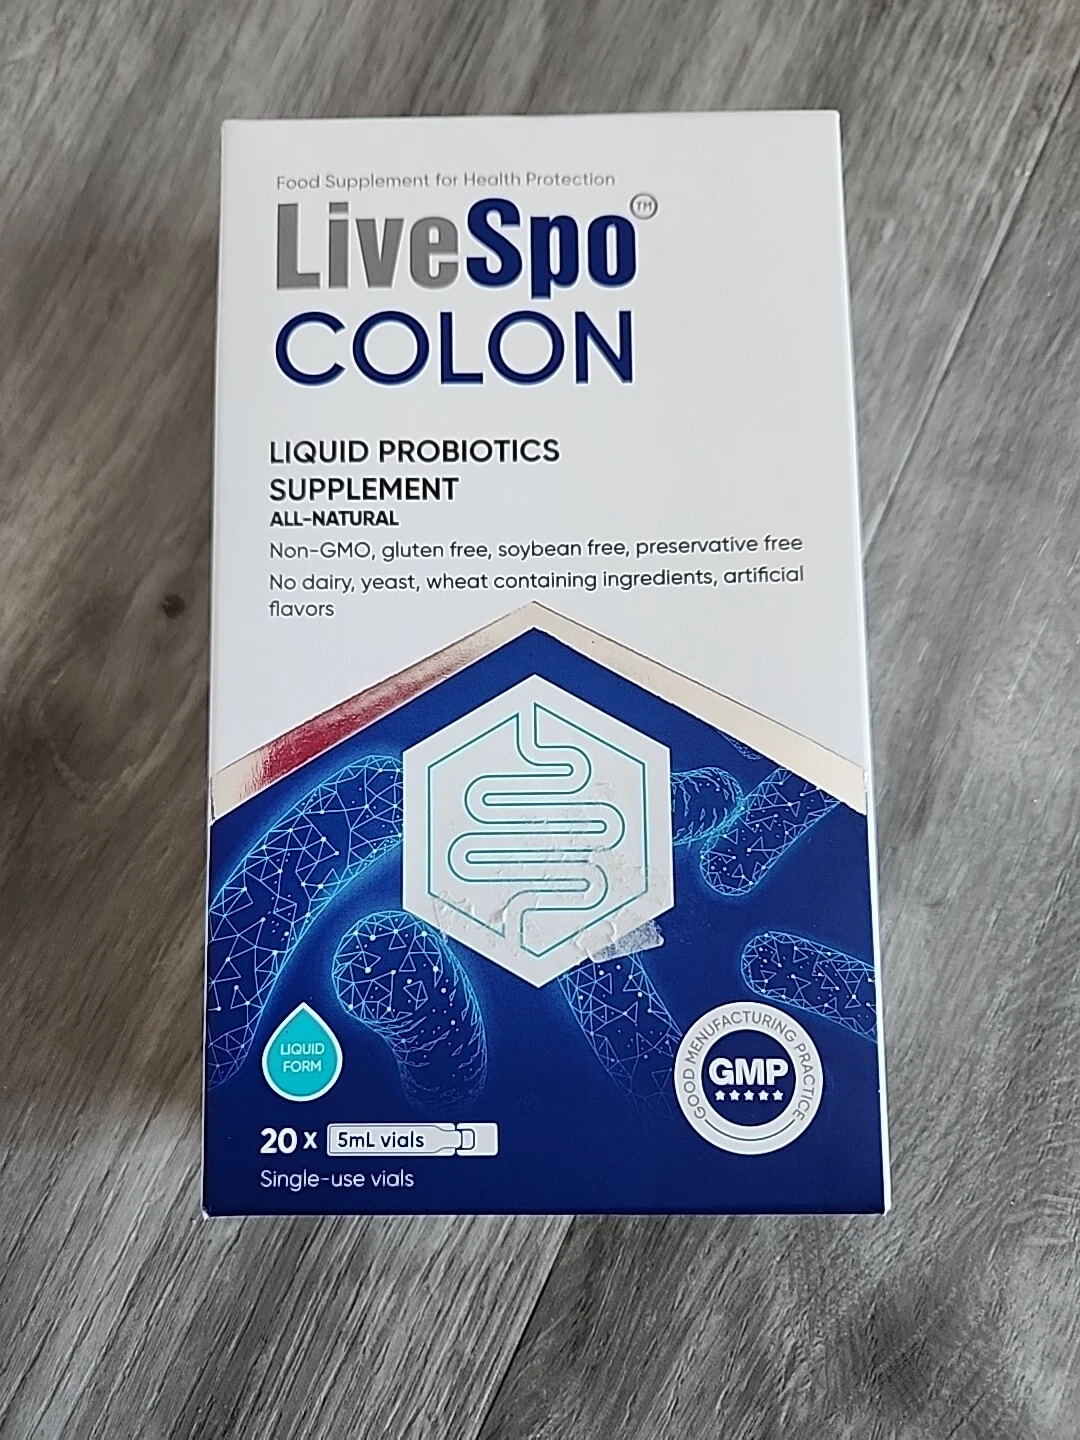 Food Supplement for Health Protection
LiveSpo TM
COLON
LIQUID PROBIOTICS
SUPPLEMENT
ALL-NATURAL
Non-GMO, gluten free, soybean free, preservative free
No dairy, yeast, wheat containing ingredients, artificial
flavors
LIQUID
FORM
GOOD MENUFACTURING PRACTICE
GMP
20 x 5mL vials
Single-use vials